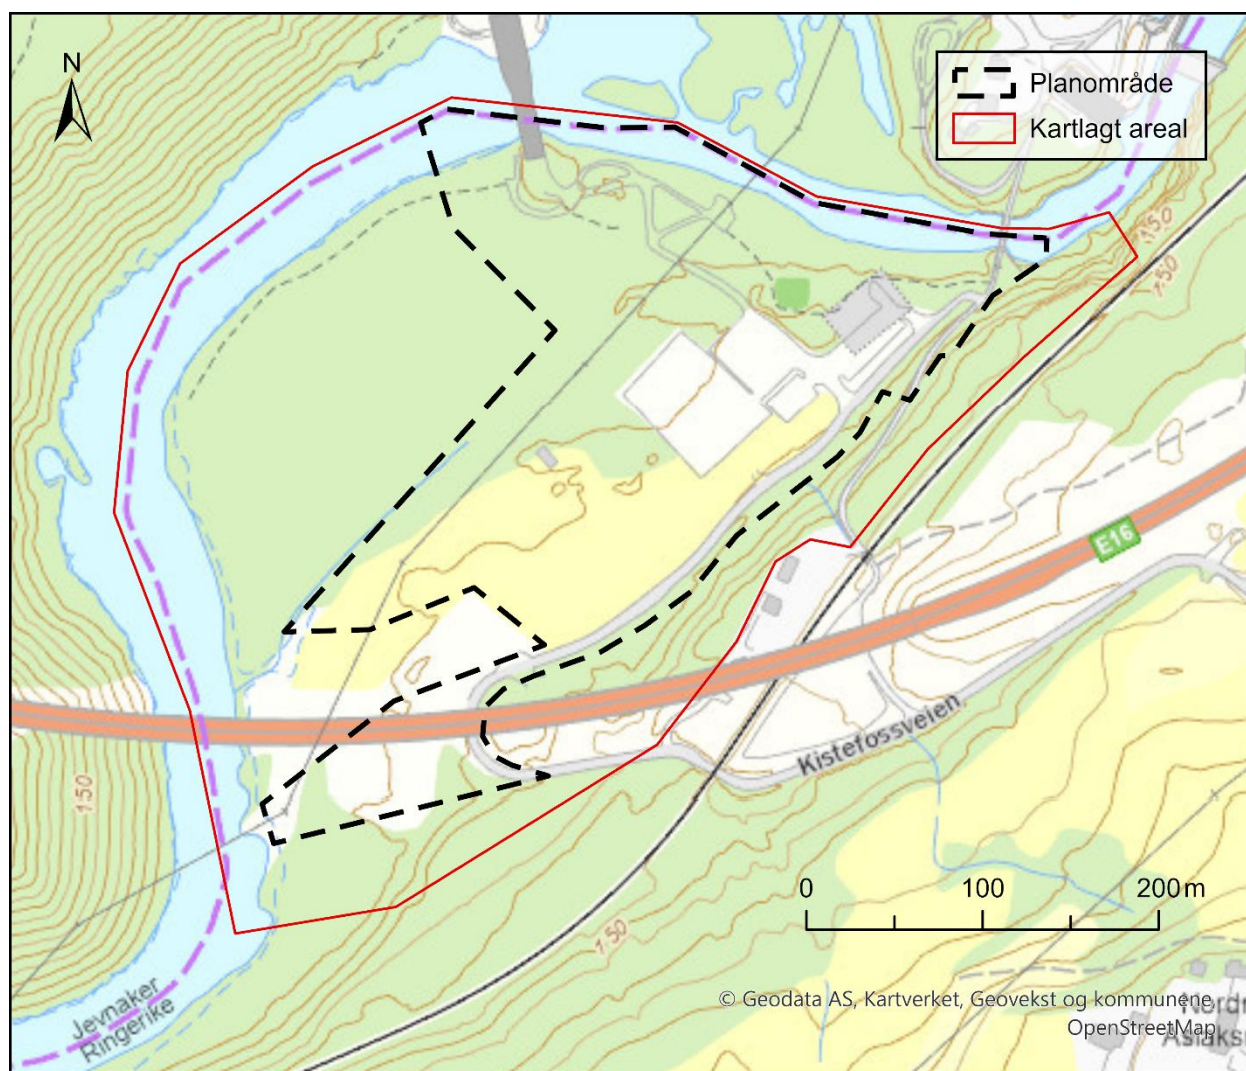 N
Planområde
Kartlagt areal
150
150
E16
Kistefossveien
150
0 100 200 m
150
Jevnaker
Ringerike
© Geodata AS, Kartverket, Geovekst og kommunene,
OpenStreetMap